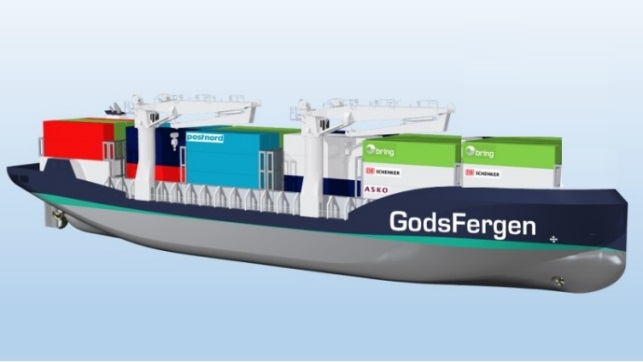 postnord
bring
bring
DB SCHENKER
DB SCHENKER
ASKO
GodsFergen